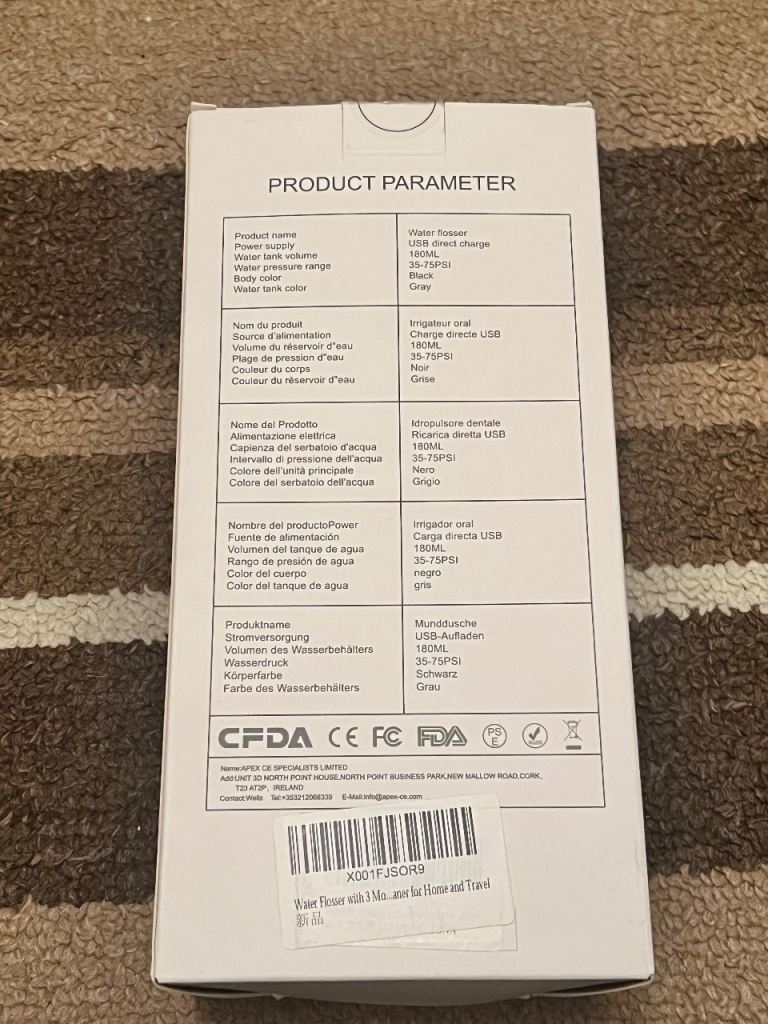 PRODUCT PARAMETER
Product name
Power supply
Water tank volume
Water pressure range
Body color
Water tank color
Water flosser
USB direct charge
180ML
35-75PSI
Black
Gray
Nom du produit
Source d'alimentation
Volume du réservoir d"eau
Plage de pression d"eau
Couleur du corps
Couleur du réservoir d"eau
Irrigateur oral
Charge directe USB
180ML
35-75PSI
Noir
Grise
Nome del Prodotto
Alimentazione elettrica
Capienza del serbatoio d'acqua
Intervallo di pressione dell'acqua
Colore dell'unità principale
Colore del serbatoio dell'acqua
Idropulsore dentale
Ricarica diretta USB
180ML
35-75PSI
Nero
Grigio
Nombre del productoPower
Fuente de alimentación
Volumen del tanque de agua
Rango de presión de agua
Color del cuerpo
Color del tanque de agua
Irrigador oral
Carga directa USB
180ML
35-75PSI
negro
gris
Produktname
Stromversorgung
Volumen des Wasserbehälters
Wasserdruck
Körperfarbe
Farbe des Wasserbehälters
Munddusche
USB-Aufladen
180ML
35-75PSI
Schwarz
Grau
CFDA CE FC FDA PS E
Name:APEX CE SPECIALISTS LIMITED
Add:UNIT 3D NORTH POINT HOUSE,NORTH POINT BUSINESS PARK,NEW MALLOW ROAD,CORK,
T23 AT2P, IRELAND
Contact:Wells Tel:+353212066339 E-Mail:info@apex-ce.com
X001FJSOR9
Water Flosser with 3 Mo...aner for Home and Travel
新品